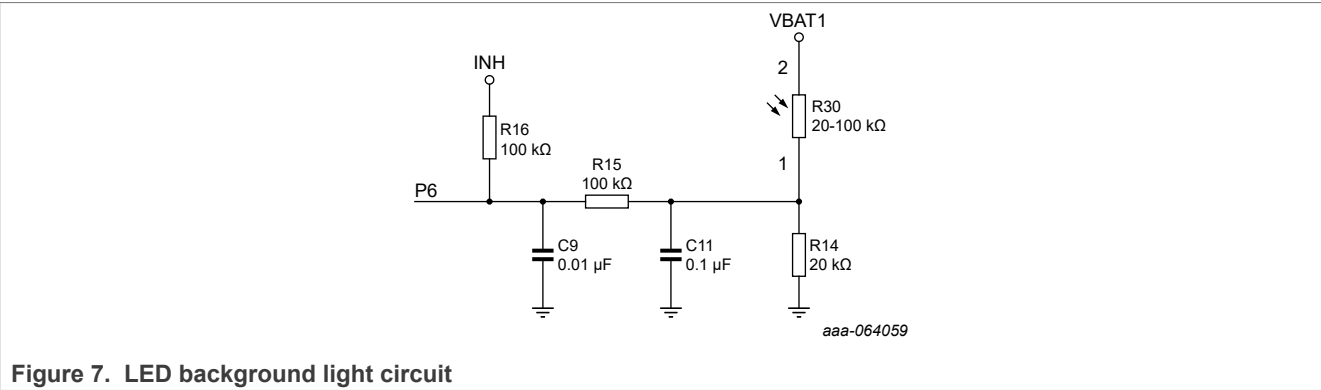 VBAT1
INH
2
R30
20-100 kΩ
R16
100 kΩ
1
R15
100 kΩ
P6
C9
0.01 µF
C11
0.1 µF
R14
20 kΩ
aaa-064059
Figure 7. LED background light circuit